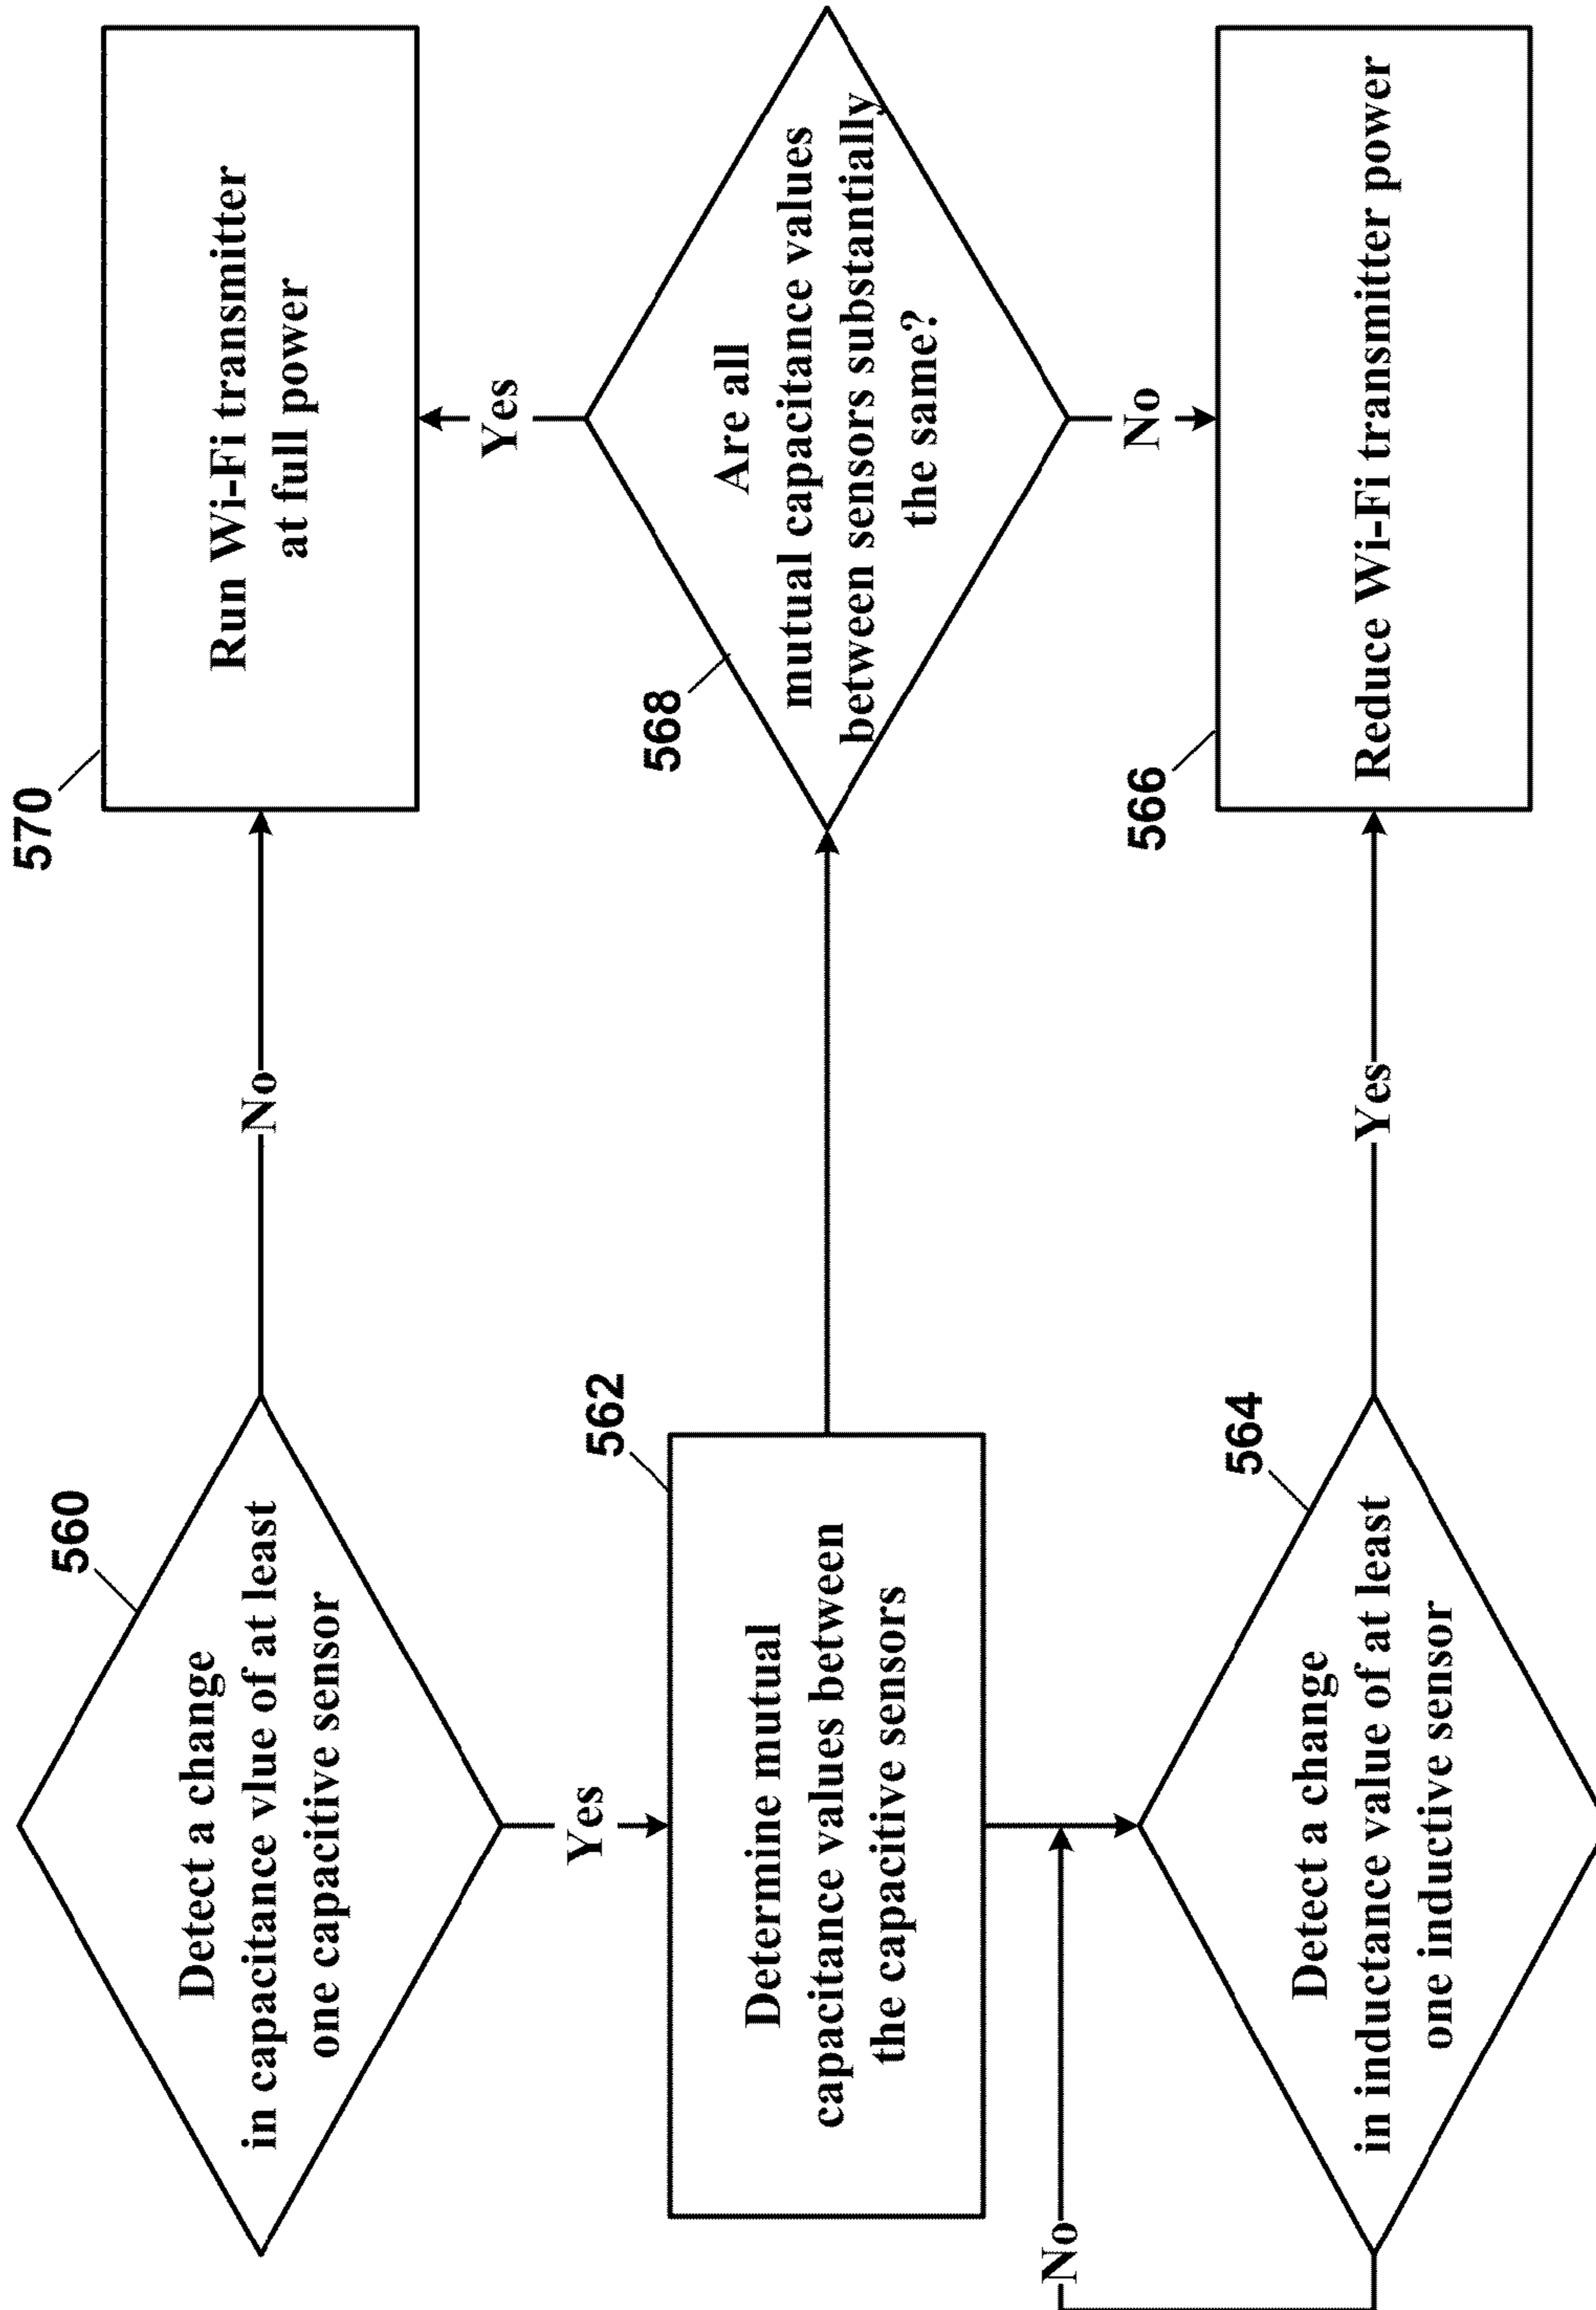 560
Detect a change
in capacitance vlue of at least
one capacitive sensor
No
570
Run Wi-Fi transmitter
at full power
Yes
562
Determine mutual
capacitance values between
the capacitive sensors
568
Are all
mutual capacitance values
between sensors substantially
the same?
Yes
No
No
564
Detect a change
in inductance value of at least
one inductive sensor
Yes
566
Reduce Wi-Fi transmitter power